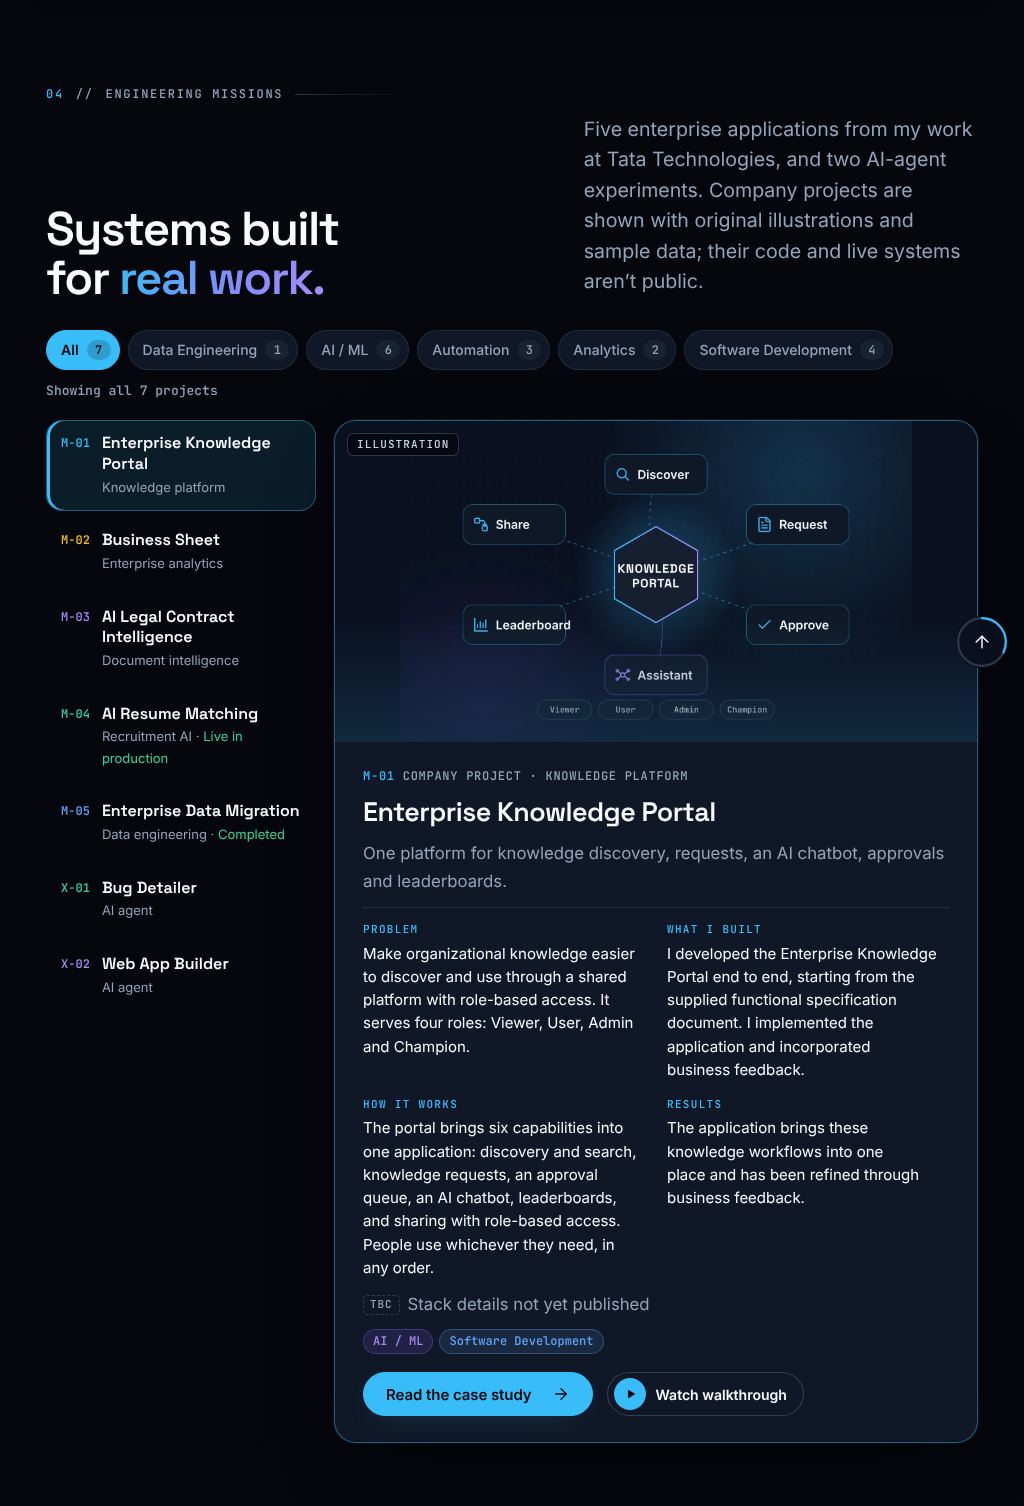 04 // ENGINEERING MISSIONS
Five enterprise applications from my work
at Tata Technologies, and two AI-agent
experiments. Company projects are
shown with original illustrations and
sample data; their code and live systems
aren’t public.
Systems built
for real work.
All 7
Data Engineering 1
AI / ML 6
Automation 3
Analytics 2
Software Development 4
Showing all 7 projects
M-01 Enterprise Knowledge
Portal
Knowledge platform
M-02 Business Sheet
Enterprise analytics
M-03 AI Legal Contract
Intelligence
Document intelligence
M-04 AI Resume Matching
Recruitment AI · Live in
production
M-05 Enterprise Data Migration
Data engineering · Completed
X-01 Bug Detailer
AI agent
X-02 Web App Builder
AI agent
ILLUSTRATION
Discover
Share
Request
KNOWLEDGE
PORTAL
Leaderboard
Approve
Assistant
Viewer
User
Admin
Champion
M-01 COMPANY PROJECT · KNOWLEDGE PLATFORM
Enterprise Knowledge Portal
One platform for knowledge discovery, requests, an AI chatbot, approvals
and leaderboards.
PROBLEM
Make organizational knowledge easier
to discover and use through a shared
platform with role-based access. It
serves four roles: Viewer, User, Admin
and Champion.
WHAT I BUILT
I developed the Enterprise Knowledge
Portal end to end, starting from the
supplied functional specification
document. I implemented the
application and incorporated
business feedback.
HOW IT WORKS
The portal brings six capabilities into
one application: discovery and search,
knowledge requests, an approval
queue, an AI chatbot, leaderboards,
and sharing with role-based access.
People use whichever they need, in
any order.
RESULTS
The application brings these
knowledge workflows into one
place and has been refined through
business feedback.
TBC Stack details not yet published
AI / ML
Software Development
Read the case study
Watch walkthrough